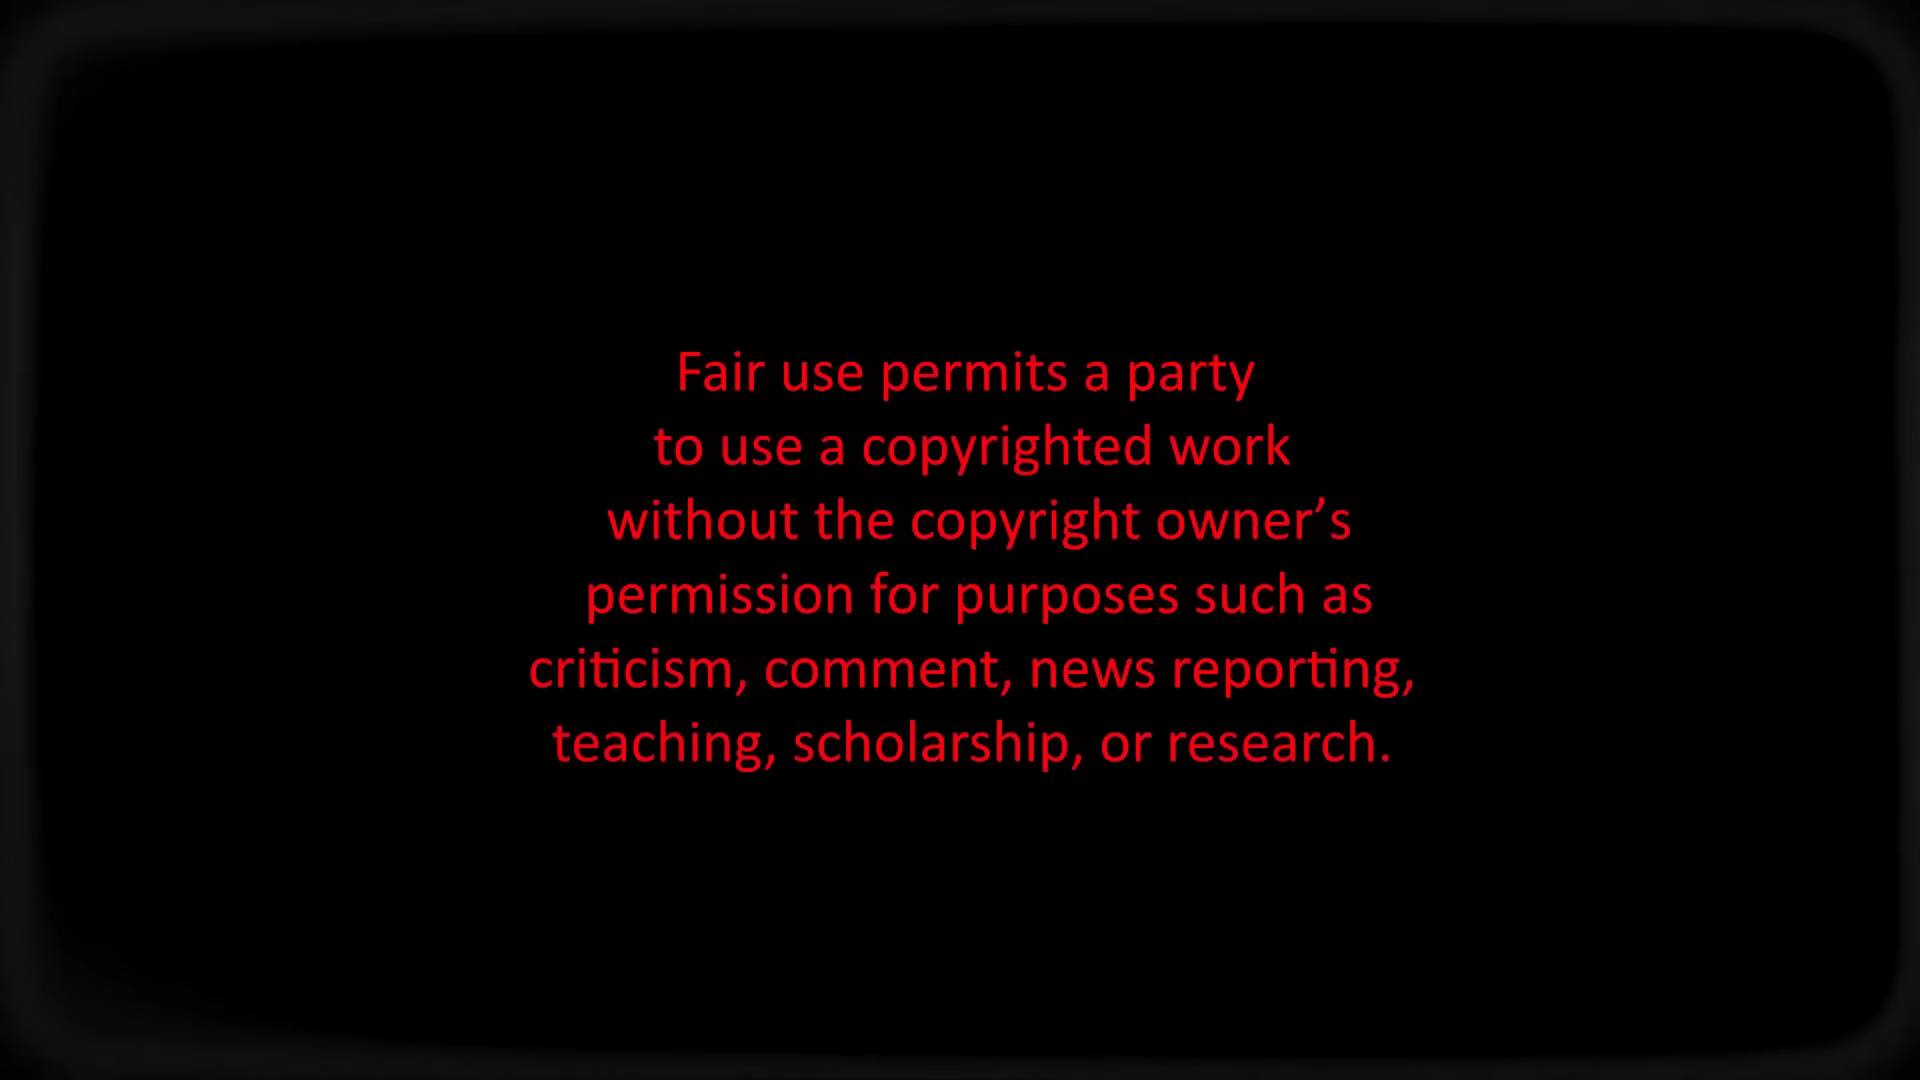 Fair use permits a party
to use a copyrighted work
without the copyright owner’s
permission for purposes such as
criticism, comment, news reporting,
teaching, scholarship, or research.